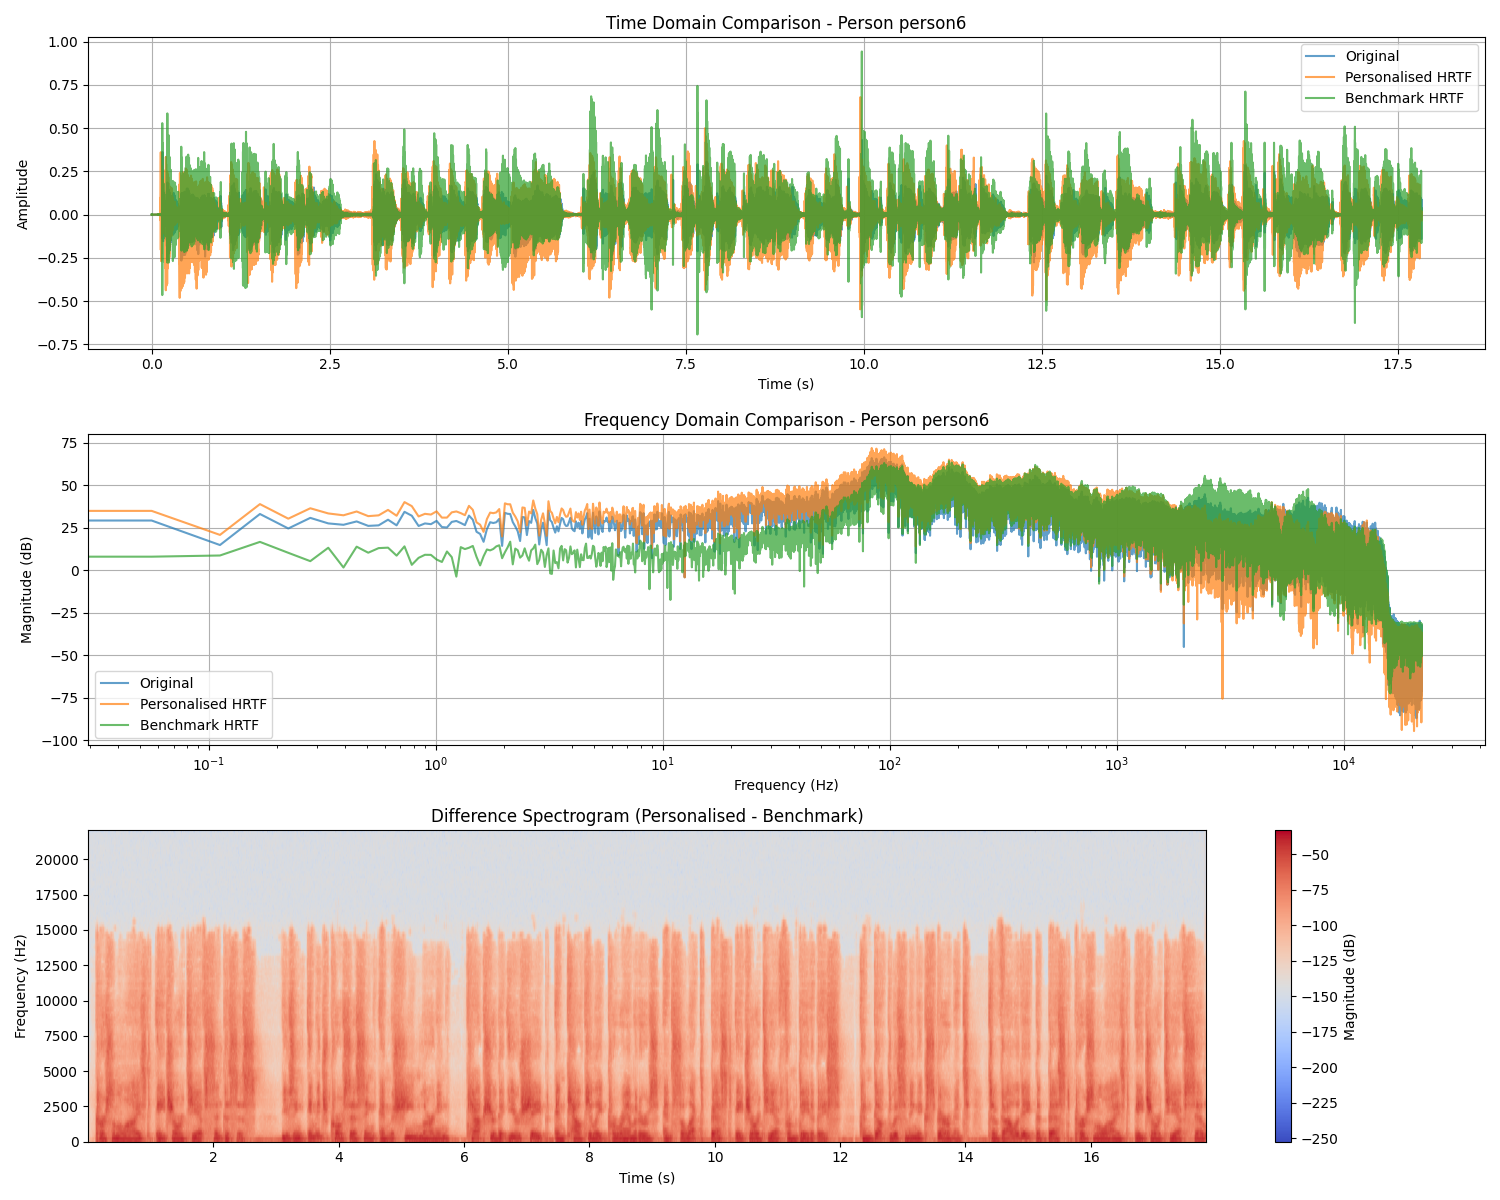 Time Domain Comparison - Person person6
1.00
0.75
0.50
0.25
0.00
−0.25
−0.50
−0.75
Amplitude
Original
Personalised HRTF
Benchmark HRTF
0.0 2.5 5.0 7.5 10.0 12.5 15.0 17.5
Time (s)
Frequency Domain Comparison - Person person6
75
50
25
0
−25
−50
−75
−100
Magnitude (dB)
Original
Personalised HRTF
Benchmark HRTF
10⁻¹ 10⁰ 10¹ 10² 10³ 10⁴
Frequency (Hz)
Difference Spectrogram (Personalised - Benchmark)
20000
17500
15000
12500
10000
7500
5000
2500
0
Frequency (Hz)
2 4 6 8 10 12 14 16
Time (s)
−50
−75
−100
−125
−150
−175
−200
−225
−250
Magnitude (dB)